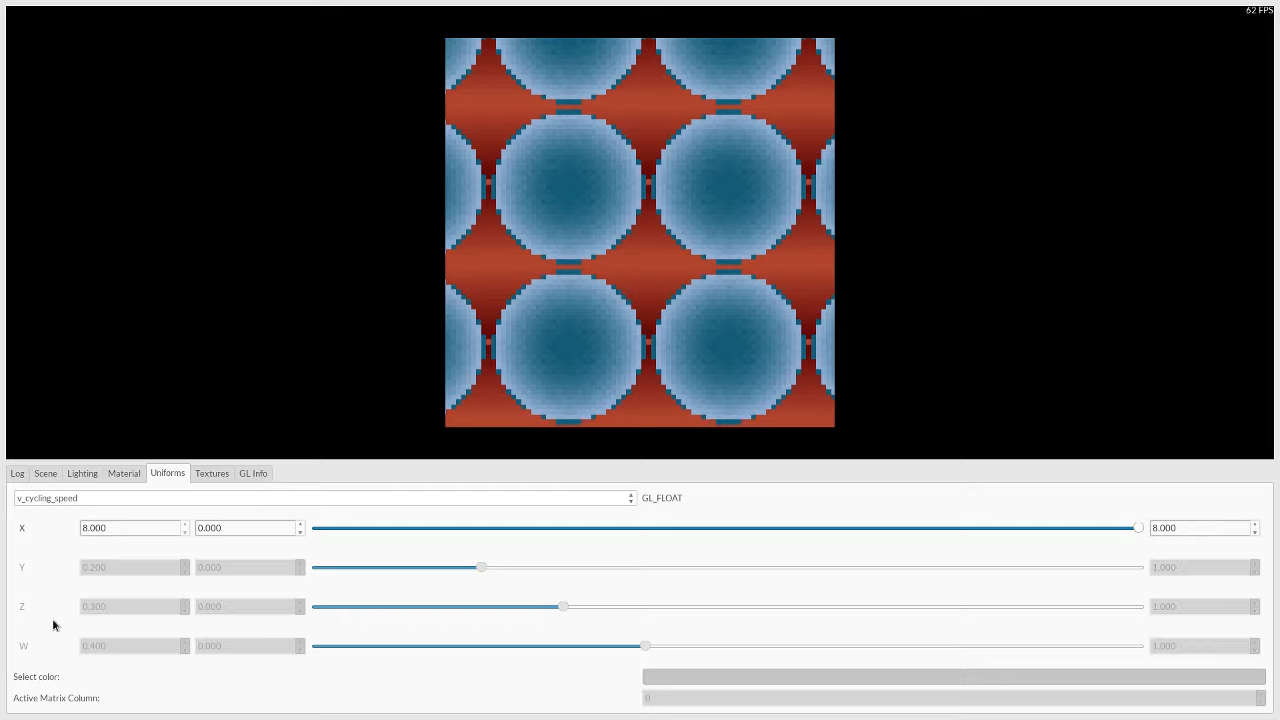 62 FPS
Log Scene Lighting Material Uniforms Textures GL Info
v_cycling_speed GL_FLOAT
X 8.000 0.000 8.000
Y 0.200 0.000 1.000
Z 0.300 0.000 1.000
W 0.400 0.000 1.000
Select color:
Active Matrix Column: 0